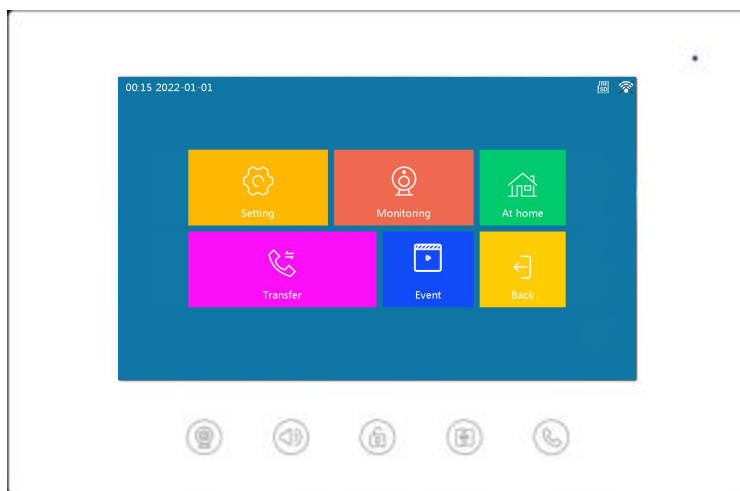 00:15 2022-01-01
SD
Setting
Monitoring
At home
Transfer
Event
Back